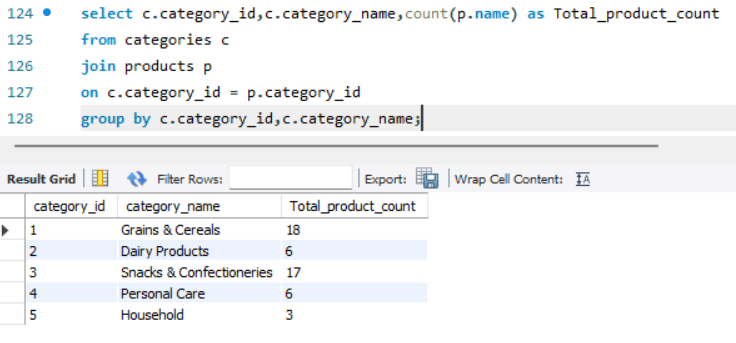 124 select c.category_id,c.category_name,count(p.name) as Total_product_count
125 from categories c
126 join products p
127 on c.category_id = p.category_id
128 group by c.category_id,c.category_name;
Result Grid Filter Rows: Export: Wrap Cell Content: IA
category_id category_name Total_product_count
1 Grains & Cereals 18
2 Dairy Products 6
3 Snacks & Confectioneries 17
4 Personal Care 6
5 Household 3